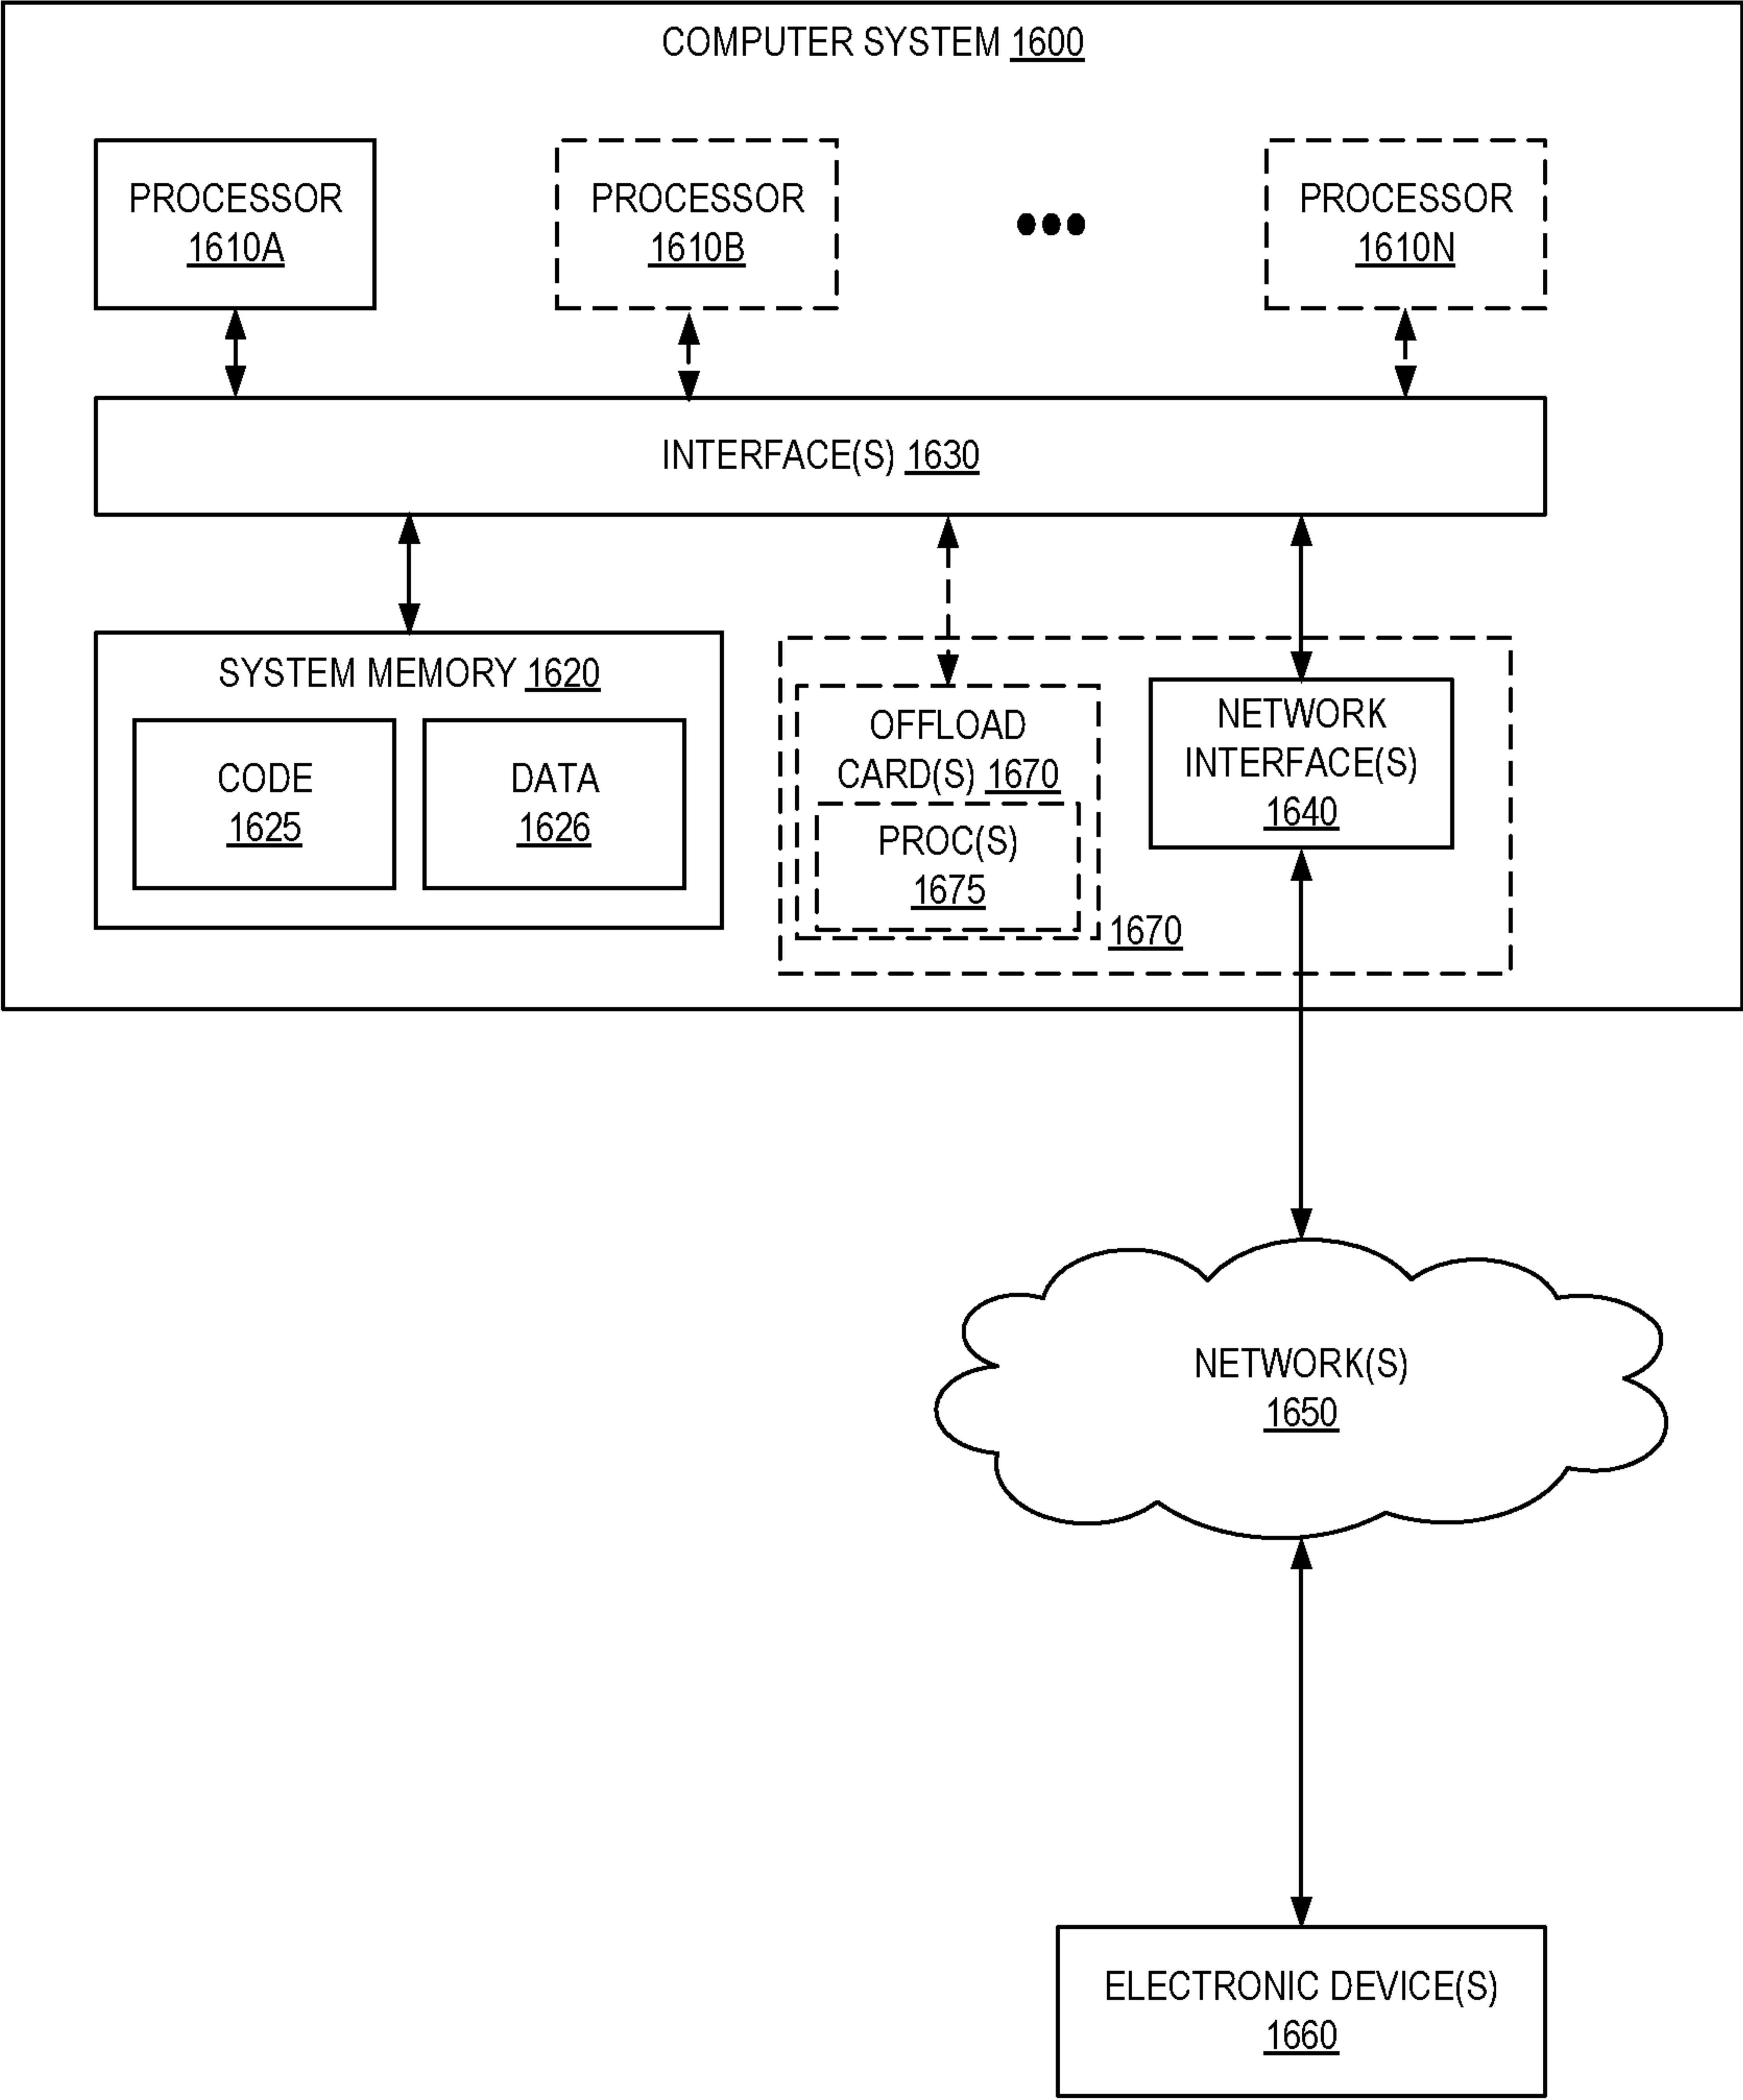 COMPUTER SYSTEM 1600
PROCESSOR
1610A
PROCESSOR
1610B
PROCESSOR
1610N
INTERFACE(S) 1630
SYSTEM MEMORY 1620
CODE
1625
DATA
1626
OFFLOAD
CARD(S) 1670
PROC(S)
1675
1670
NETWORK
INTERFACE(S)
1640
NETWORK(S)
1650
ELECTRONIC DEVICE(S)
1660